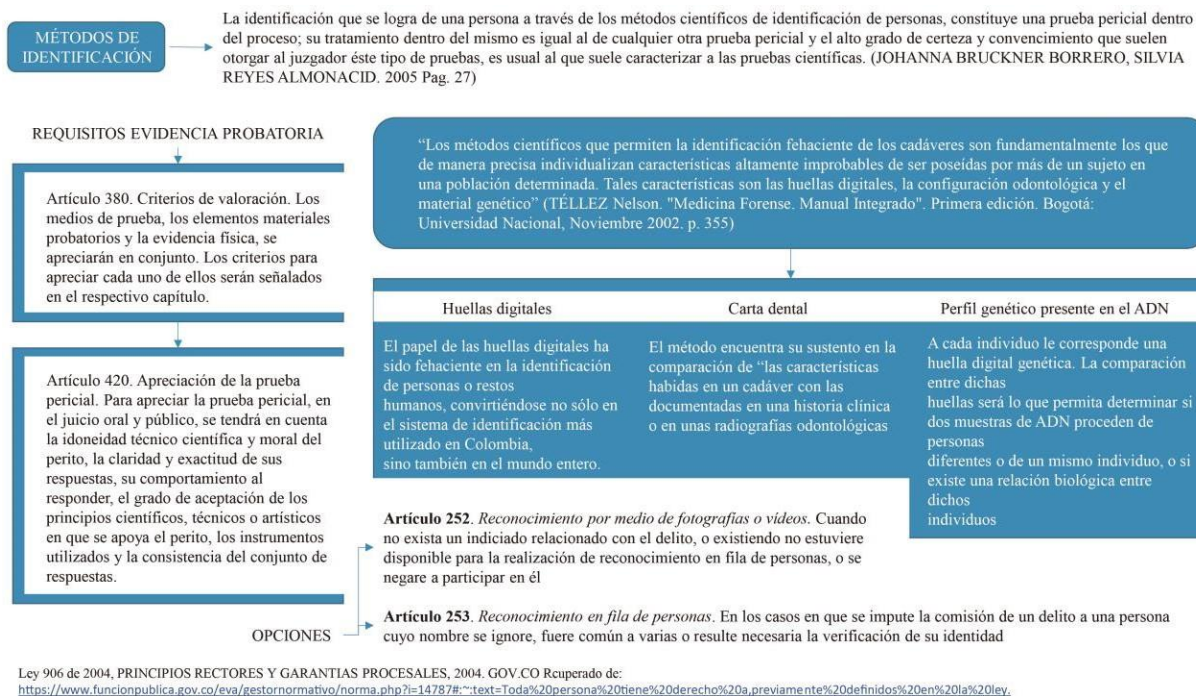 MÉTODOS DE
IDENTIFICACIÓN
La identificación que se logra de una persona a través de los métodos científicos de identificación de personas, constituye una prueba pericial dentro
del proceso; su tratamiento dentro del mismo es igual al de cualquier otra prueba pericial y el alto grado de certeza y convencimiento que suelen
otorgar al juzgador éste tipo de pruebas, es usual al que suele caracterizar a las pruebas científicas. (JOHANNA BRUCKNER BORRERO, SILVIA
REYES ALMONACID. 2005 Pag. 27)
REQUISITOS EVIDENCIA PROBATORIA
Artículo 380. Criterios de valoración. Los
medios de prueba, los elementos materiales
probatorios y la evidencia física, se
apreciarán en conjunto. Los criterios para
apreciar cada uno de ellos serán señalados
en el respectivo capítulo.
Artículo 420. Apreciación de la prueba
pericial. Para apreciar la prueba pericial, en
el juicio oral y público, se tendrá en cuenta
la idoneidad técnico científica y moral del
perito, la claridad y exactitud de sus
respuestas, su comportamiento al
responder, el grado de aceptación de los
principios científicos, técnicos o artísticos
en que se apoya el perito, los instrumentos
utilizados y la consistencia del conjunto de
respuestas.
“Los métodos científicos que permiten la identificación fehaciente de los cadáveres son fundamentalmente los que
de manera precisa individualizan características altamente improbables de ser poseídas por más de un sujeto en
una población determinada. Tales características son las huellas digitales, la configuración odontológica y el
material genético” (TÉLLEZ Nelson. "Medicina Forense. Manual Integrado". Primera edición. Bogotá:
Universidad Nacional, Noviembre 2002. p. 355)
Huellas digitales
El papel de las huellas digitales ha
sido fehaciente en la identificación
de personas o restos
humanos, convirtiéndose no sólo en
el sistema de identificación más
utilizado en Colombia,
sino también en el mundo entero.
Carta dental
El método encuentra su sustento en la
comparación de “las características
habidas en un cadáver con las
documentadas en una historia clínica
o en unas radiografías odontológicas
Perfil genético presente en el ADN
A cada individuo le corresponde una
huella digital genética. La comparación
entre dichas
huellas será lo que permita determinar si
dos muestras de ADN proceden de
personas
diferentes o de un mismo individuo, o si
existe una relación biológica entre
dichos
individuos
OPCIONES
Artículo 252. Reconocimiento por medio de fotografías o vídeos. Cuando
no exista un indiciado relacionado con el delito, o existiendo no estuviere
disponible para la realización de reconocimiento en fila de personas, o se
negare a participar en él
Artículo 253. Reconocimiento en fila de personas. En los casos en que se impute la comisión de un delito a una persona
cuyo nombre se ignore, fuere común a varias o resulte necesaria la verificación de su identidad
Ley 906 de 2004, PRINCIPIOS RECTORES Y GARANTIAS PROCESALES, 2004. GOV.CO Rcuperado de:
https://www.funcionpublica.gov.co/eva/gestornormativo/norma.php?i=14787#:~:text=Toda%20persona%20tiene%20derecho%20a,previamente%20definidos%20en%20la%20ley.